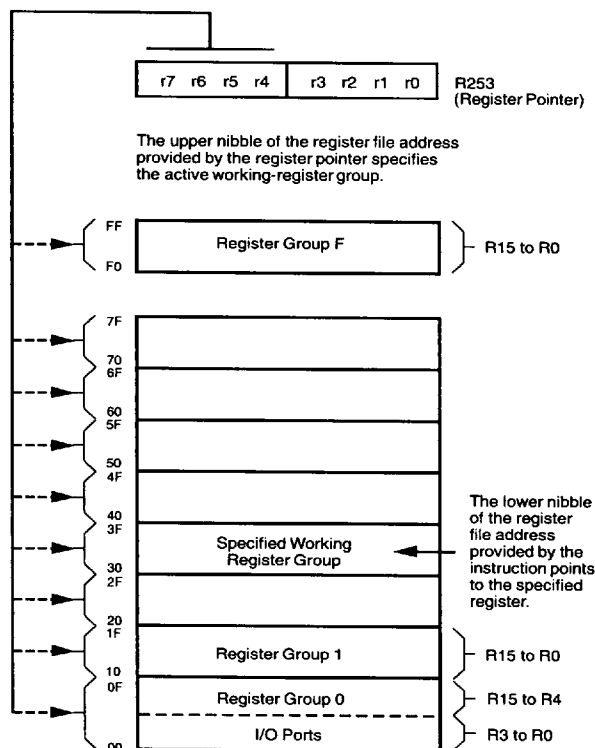 r7 r6 r5 r4 r3 r2 r1 r0
R253
(Register Pointer)
The upper nibble of the register file address
provided by the register pointer specifies
the active working-register group.
FF
Register Group F
R15 to R0
F0
7F
70
6F
60
5F
50
4F
40
3F
Specified Working
Register Group
The lower nibble
of the register
file address
provided by the
instruction points
to the specified
register.
30
2F
20
1F
Register Group 1
R15 to R0
10
0F
Register Group 0
R15 to R4
I/O Ports
R3 to R0
00